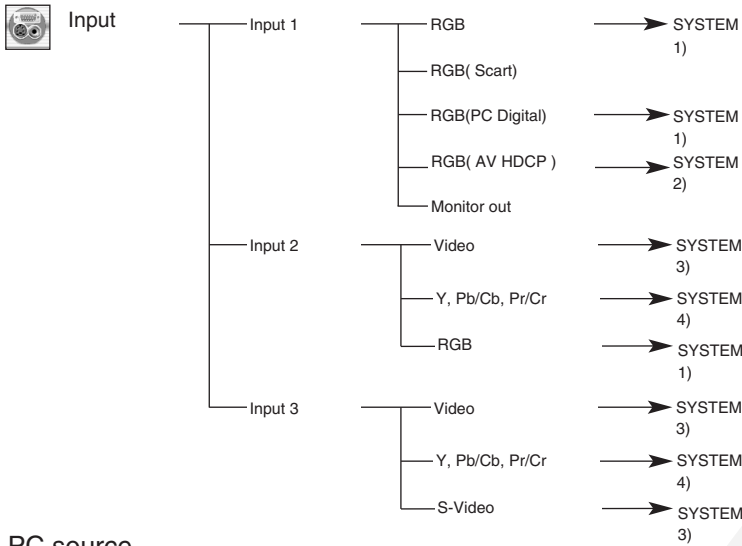 Input
Input 1
RGB
SYSTEM
1)
RGB( Scart)
RGB(PC Digital)
SYSTEM
1)
RGB( AV HDCP )
SYSTEM
2)
Monitor out
Input 2
Video
SYSTEM
3)
Y, Pb/Cb, Pr/Cr
SYSTEM
4)
RGB
SYSTEM
1)
Input 3
Video
SYSTEM
3)
Y, Pb/Cb, Pr/Cr
SYSTEM
4)
S-Video
SYSTEM
3)
PC source